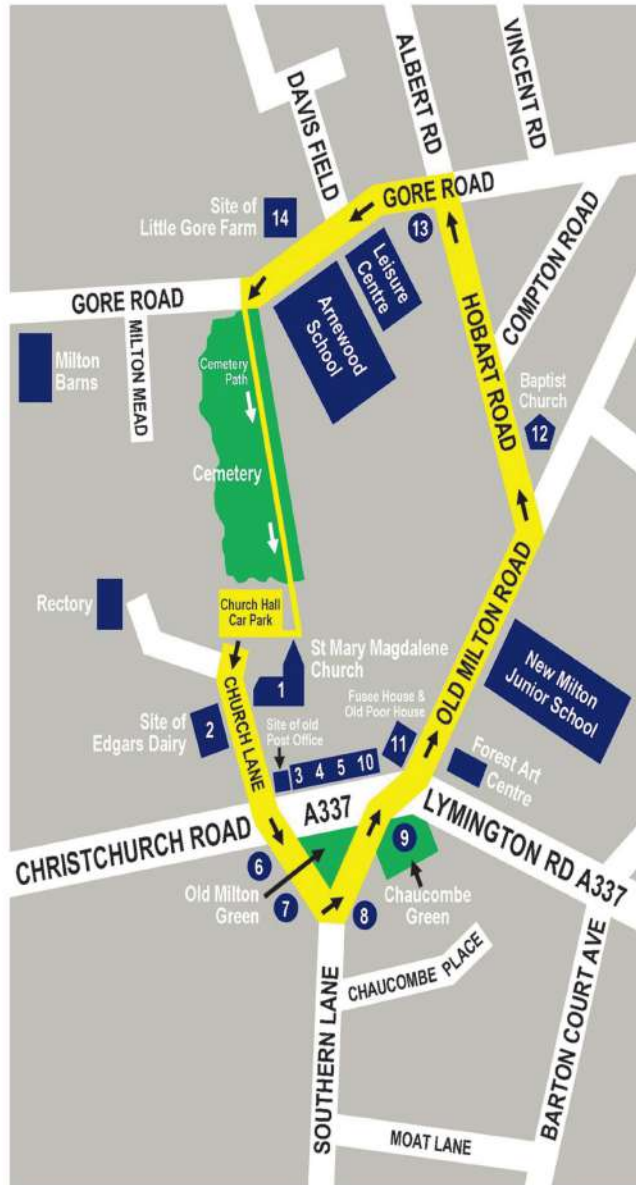 DAVIS FIELD
ALBERT RD
VINCENT RD
Site of
Little Gore Farm
14
GORE ROAD
13
Leisure
Centre
Arnewood
School
COMPTON ROAD
GORE ROAD
MILTON MEAD
Milton
Barns
Cemetery
Path
HOBART ROAD
Baptist
Church
12
Cemetery
Rectory
Church Hall
Car Park
St Mary Magdalene
Church
1
OLD MILTON ROAD
New Milton
Junior School
CHURCH LANE
2
Site of
Edgars Dairy
Site of old
Post Office
Fusee House &
Old Poor House
11
3 4 5 10
Forest Art
Centre
A337
CHRISTCHURCH ROAD
LYMINGTON RD A337
9
6
Old Milton
Green
7
8
Chaucombe
Green
SOUTHERN LANE
CHAUCOMBE PLACE
BARTON COURT AVE
MOAT LANE